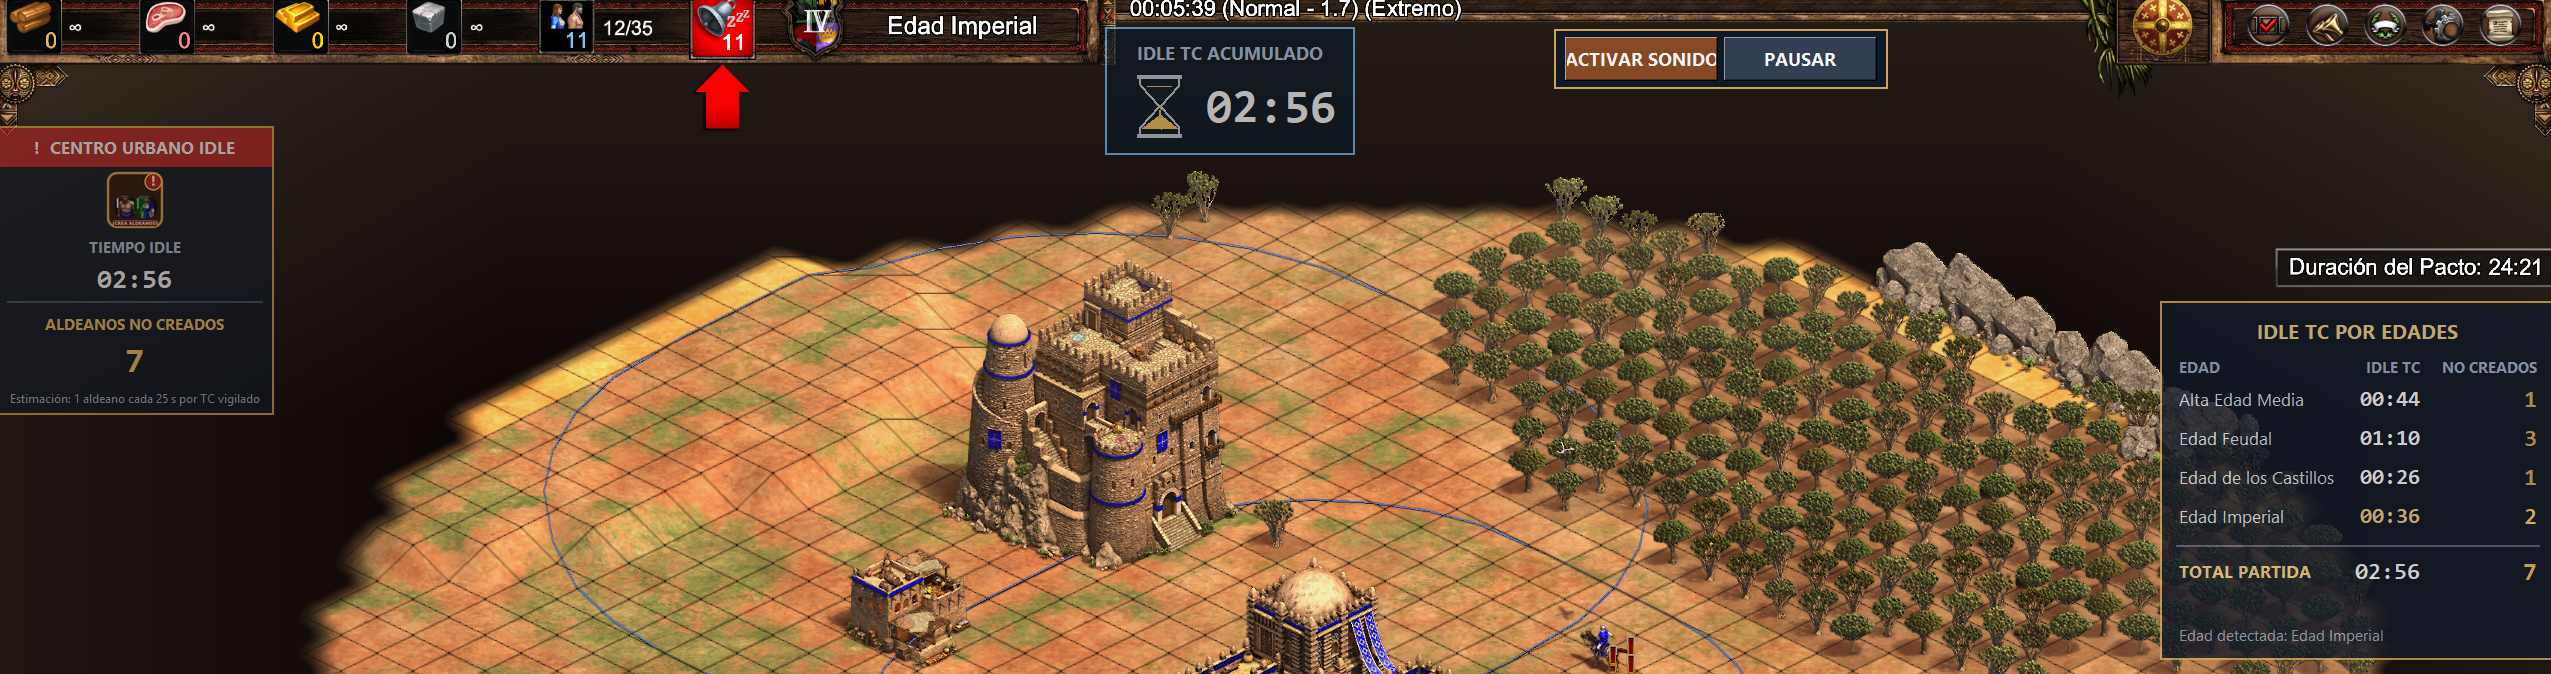 00:05:39 (Normal - 1.7) (Extremo)
0 ∞ 0 ∞ 0 ∞ 0 ∞ 11 12/35 zzz 11 IV Edad Imperial
IDLE TC ACUMULADO
02:56
ACTIVAR SONIDO PAUSAR
! CENTRO URBANO IDLE
!
¡CREA ALDEANOS!
TIEMPO IDLE
02:56
ALDEANOS NO CREADOS
7
Estimación: 1 aldeano cada 25 s por TC vigilado
Duración del Pacto: 24:21
IDLE TC POR EDADES
EDAD IDLE TC NO CREADOS
Alta Edad Media 00:44 1
Edad Feudal 01:10 3
Edad de los Castillos 00:26 1
Edad Imperial 00:36 2
TOTAL PARTIDA 02:56 7
Edad detectada: Edad Imperial